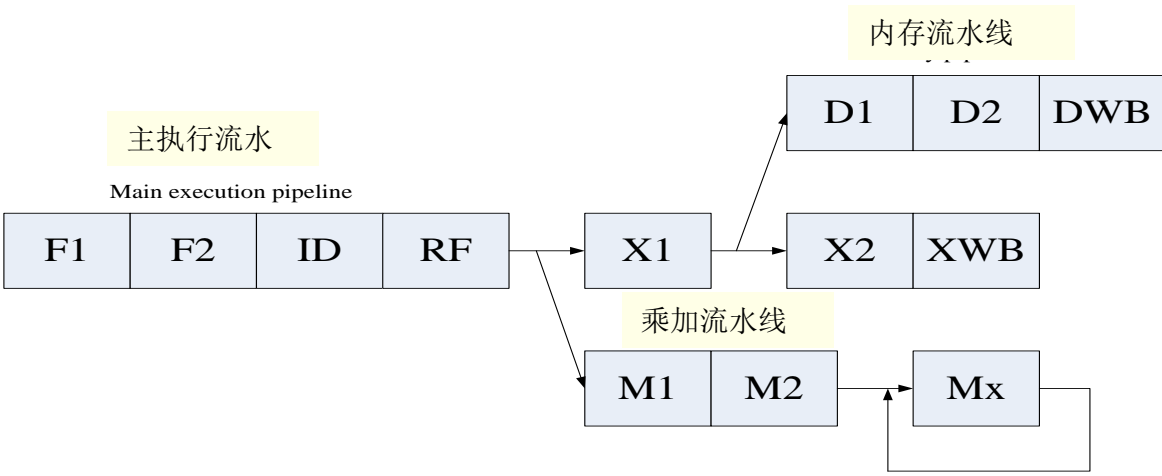 内存流水线
D1 D2 DWB
主执行流水
Main execution pipeline
F1 F2 ID RF X1 X2 XWB
乘加流水线
M1 M2 Mx